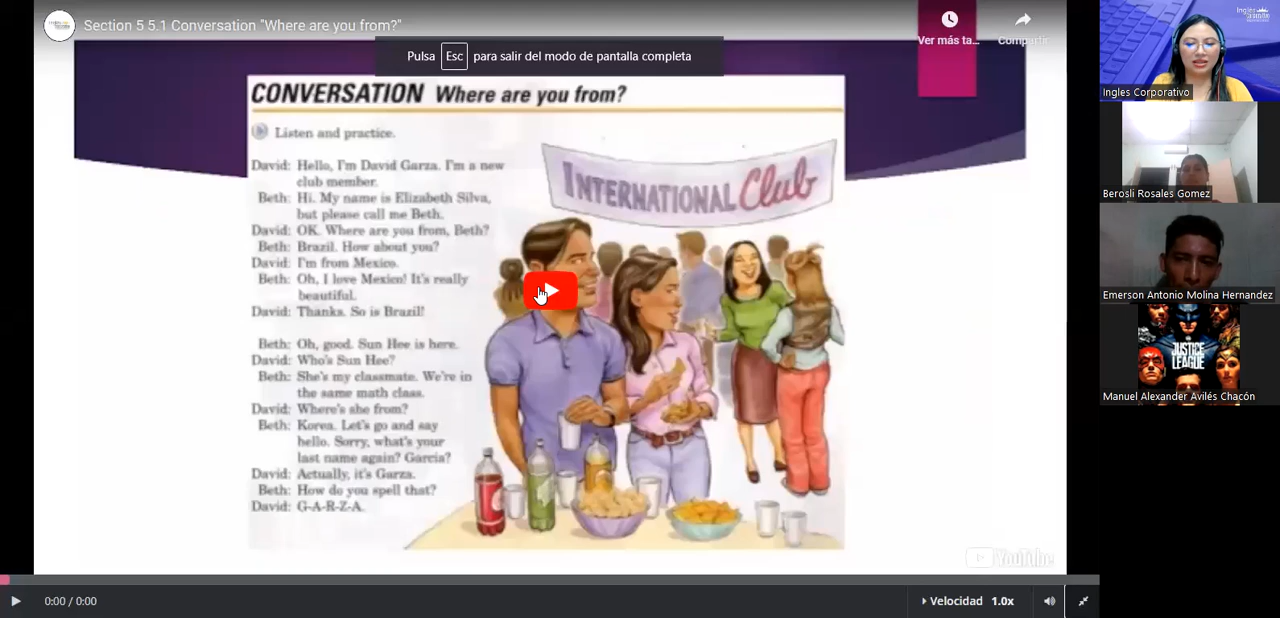 Section 5 5.1 Conversation "Where are you from?"
Ver más ta...
Compartir
Pulsa Esc para salir del modo de pantalla completa
CONVERSATION Where are you from?
Listen and practice.
David: Hello, I'm David Garza. I'm a new
club member.
Beth: Hi. My name is Elizabeth Silva,
but please call me Beth.
David: OK. Where are you from, Beth?
Beth: Brazil. How about you?
David: I'm from Mexico.
Beth: Oh, I love Mexico! It's really
beautiful.
David: Thanks. So is Brazil!
Beth: Oh, good. Sun Hee is here.
David: Who's Sun Hee?
Beth: She's my classmate. We're in
the same math class.
David: Where's she from?
Beth: Korea. Let's go and say
hello. Sorry, what's your
last name again? Garcia?
David: Actually, it's Garza.
Beth: How do you spell that?
David: G-A-R-Z-A.
INTERNATIONAL Club
YouTube
0:00 / 0:00
Velocidad 1.0x
Ingles Corporativo
Berosli Rosales Gomez
Emerson Antonio Molina Hernandez
JUSTICE
LEAGUE
Manuel Alexander Avilés Chacón